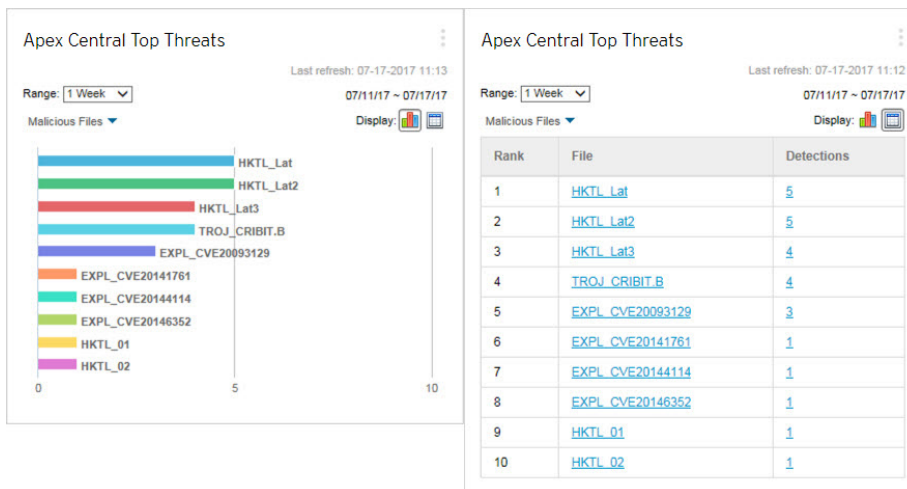 Apex Central Top Threats
Last refresh: 07-17-2017 11:13
Range: 1 Week 07/11/17 ~ 07/17/17
Malicious Files Display:
HKTL_Lat
HKTL_Lat2
HKTL_Lat3
TROJ_CRIBIT.B
EXPL_CVE20093129
EXPL_CVE20141761
EXPL_CVE20144114
EXPL_CVE20146352
HKTL_01
HKTL_02
0 5 10
Apex Central Top Threats
Last refresh: 07-17-2017 11:12
Range: 1 Week 07/11/17 ~ 07/17/17
Malicious Files Display:
Rank File Detections
1 HKTL_Lat 5
2 HKTL_Lat2 5
3 HKTL_Lat3 4
4 TROJ_CRIBIT.B 4
5 EXPL_CVE20093129 3
6 EXPL_CVE20141761 1
7 EXPL_CVE20144114 1
8 EXPL_CVE20146352 1
9 HKTL_01 1
10 HKTL_02 1